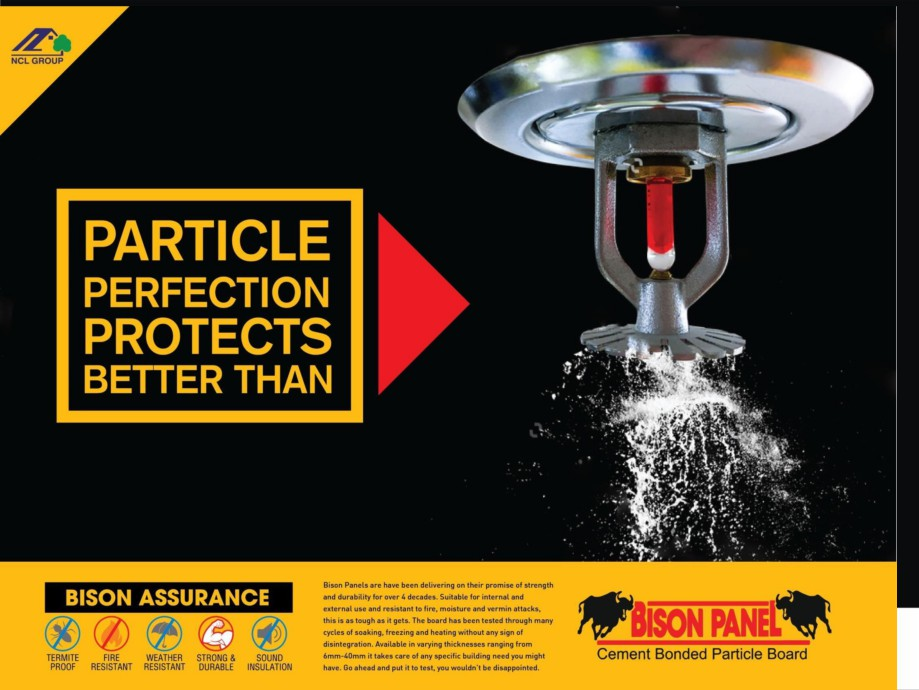 NCL GROUP
PARTICLE
PERFECTION
PROTECTS
BETTER THAN
BISON ASSURANCE
TERMITE
PROOF
FIRE
RESISTANT
WEATHER
RESISTANT
STRONG &
DURABLE
SOUND
INSULATION
Bison Panels are have been delivering on their promise of strength
and durability for over 4 decades. Suitable for internal and
external use and resistant to fire, moisture and vermin attacks,
this is as tough as it gets. The board has been tested through many
cycles of soaking, freezing and heating without any sign of
disintegration. Available in varying thicknesses ranging from
6mm-40mm it takes care of any specific building need you might
have. Go ahead and put it to test, you wouldn't be disappointed.
BISON PANEL
Cement Bonded Particle Board